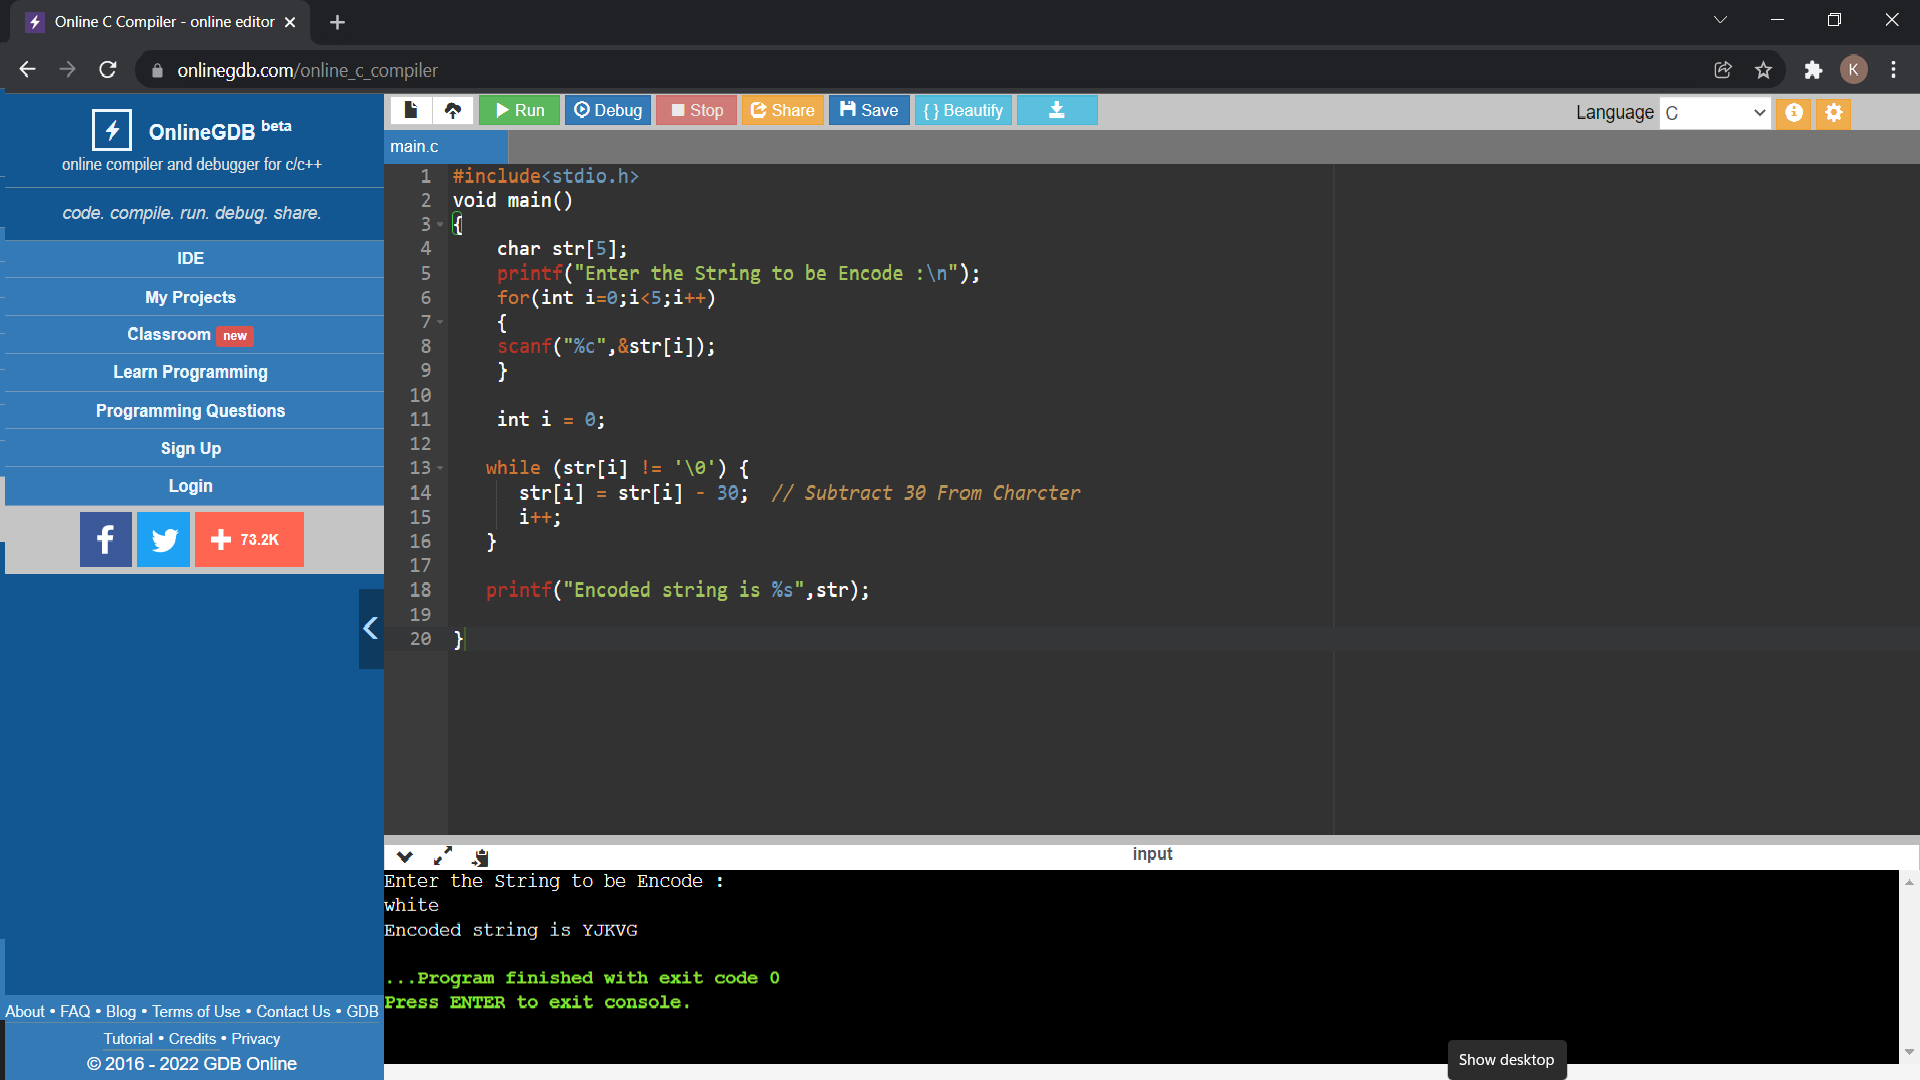 Online C Compiler - online editor
onlinegdb.com/online_c_compiler
K
OnlineGDB beta
online compiler and debugger for c/c++
code. compile. run. debug. share.
IDE
My Projects
Classroom new
Learn Programming
Programming Questions
Sign Up
Login
f
73.2K
About • FAQ • Blog • Terms of Use • Contact Us • GDB
Tutorial • Credits • Privacy
© 2016 - 2022 GDB Online
Run Debug Stop Share Save { } Beautify
Language C
main.c
1 #include<stdio.h>
2 void main()
3 {
4 char str[5];
5 printf("Enter the String to be Encode :\n");
6 for(int i=0;i<5;i++)
7 {
8 scanf("%c",&str[i]);
9 }
10
11 int i = 0;
12
13 while (str[i] != '\0') {
14 str[i] = str[i] - 30; // Subtract 30 From Charcter
15 i++;
16 }
17
18 printf("Encoded string is %s",str);
19
20 }
input
Enter the String to be Encode :
white
Encoded string is YJKVG
...Program finished with exit code 0
Press ENTER to exit console.
Show desktop